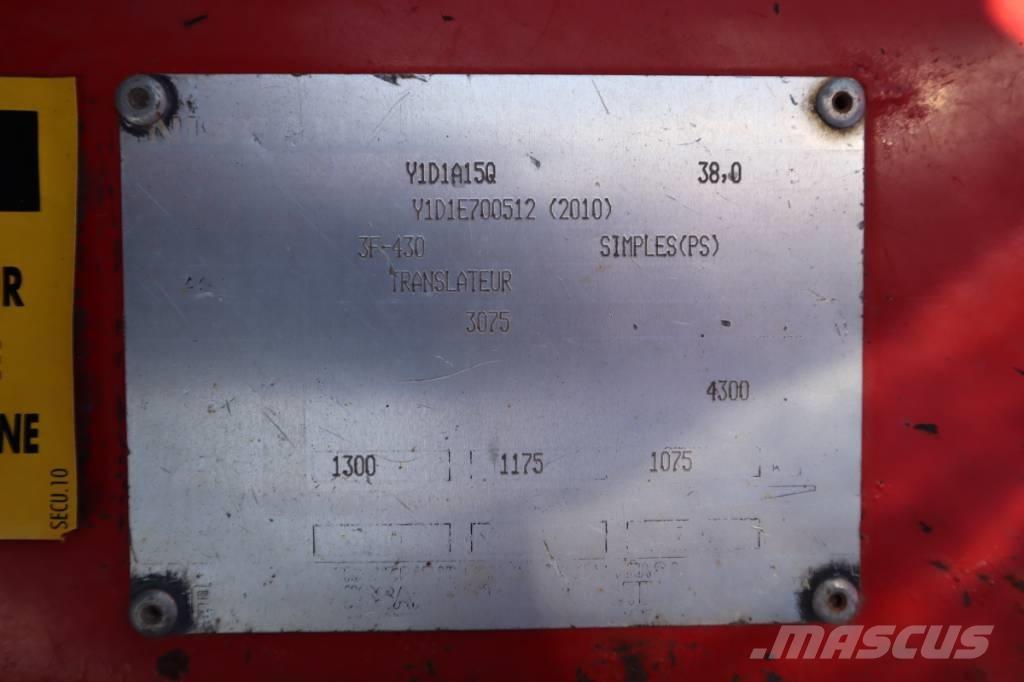 Y1D1A15Q 38,0
Y1D1E700512 (2010)
3F-430 SIMPLES(PS)
TRANSLATEUR
3075
4300
1300 1175 1075
R
NE
SECU.10
MASCUS